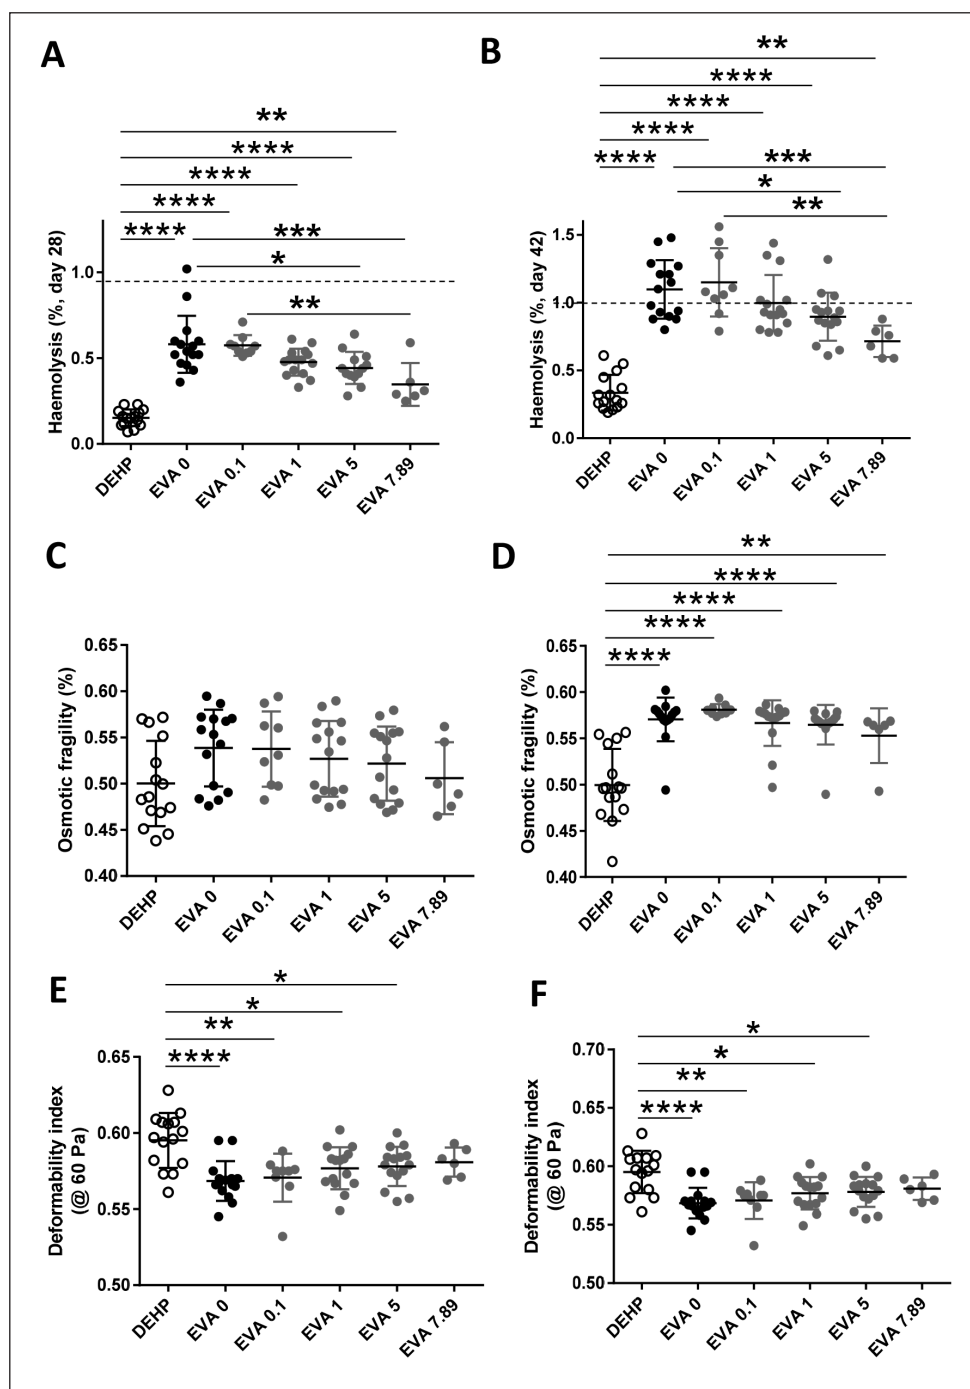 A
**
****
****
****
****
***
*
**
Haemolysis (%, day 28)
1.0
0.5
0.0
DEHP
EVA 0
EVA 0.1
EVA 1
EVA 5
EVA 7.89
B
**
****
****
****
****
***
*
**
Haemolysis (%, day 42)
1.5
1.0
0.5
0.0
DEHP
EVA 0
EVA 0.1
EVA 1
EVA 5
EVA 7.89
C
Osmotic fragility (%)
0.65
0.60
0.55
0.50
0.45
0.40
DEHP
EVA 0
EVA 0.1
EVA 1
EVA 5
EVA 7.89
D
**
****
****
****
****
Osmotic fragility (%)
0.65
0.60
0.55
0.50
0.45
0.40
DEHP
EVA 0
EVA 0.1
EVA 1
EVA 5
EVA 7.89
E
*
*
**
****
Deformability index
(@ 60 Pa)
0.65
0.60
0.55
0.50
DEHP
EVA 0
EVA 0.1
EVA 1
EVA 5
EVA 7.89
F
*
*
**
****
Deformability index
(@ 60 Pa)
0.70
0.65
0.60
0.55
0.50
DEHP
EVA 0
EVA 0.1
EVA 1
EVA 5
EVA 7.89